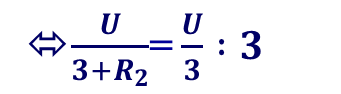 ⇔ U/(3+R₂) = U/3 : 3